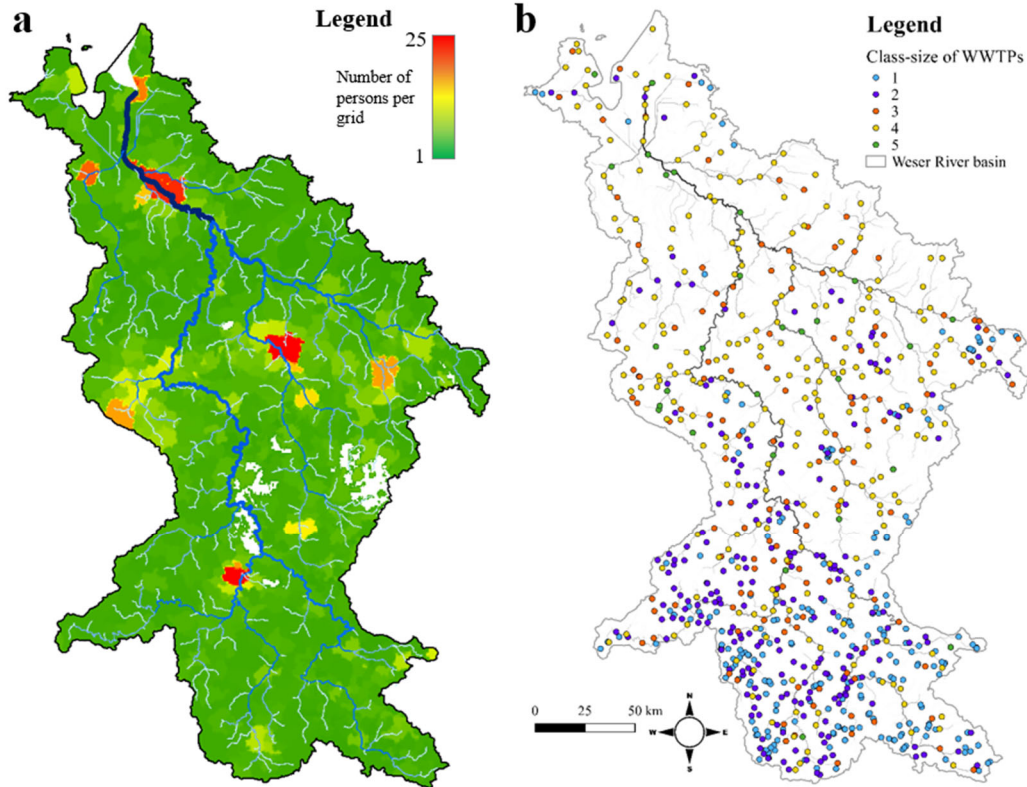 a
Legend
25
Number of
persons per
grid
1
b
Legend
Class-size of WWTPs
1
2
3
4
5
Weser River basin
0 25 50 km
N
W E
S